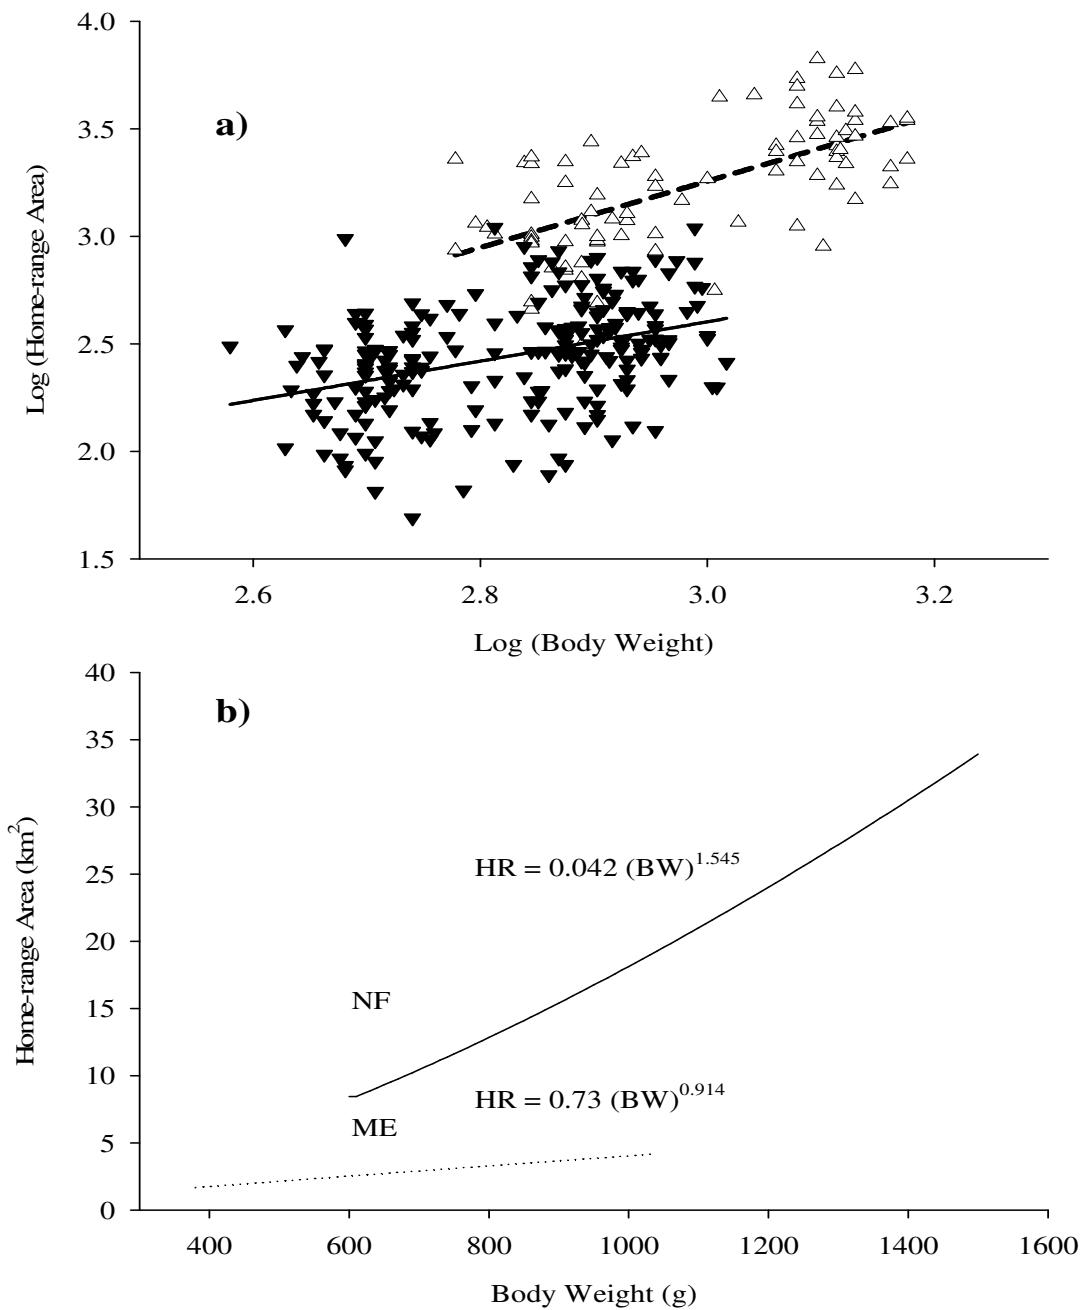 4.0
a)
3.5
3.0
2.5
2.0
1.5
Log (Home-range Area)
2.6 2.8 3.0 3.2
Log (Body Weight)
40
b)
35
30
25
20
15
10
5
0
Home-range Area (km²)
HR = 0.042 (BW)^1.545
NF
HR = 0.73 (BW)^0.914
ME
400 600 800 1000 1200 1400 1600
Body Weight (g)